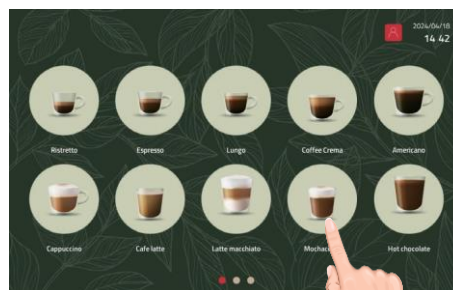 2024/04/18
14 42
Ristretto
Espresso
Lungo
Coffee Crema
Americano
Cappuccino
Cafe latte
Latte macchiato
Hot chocolate